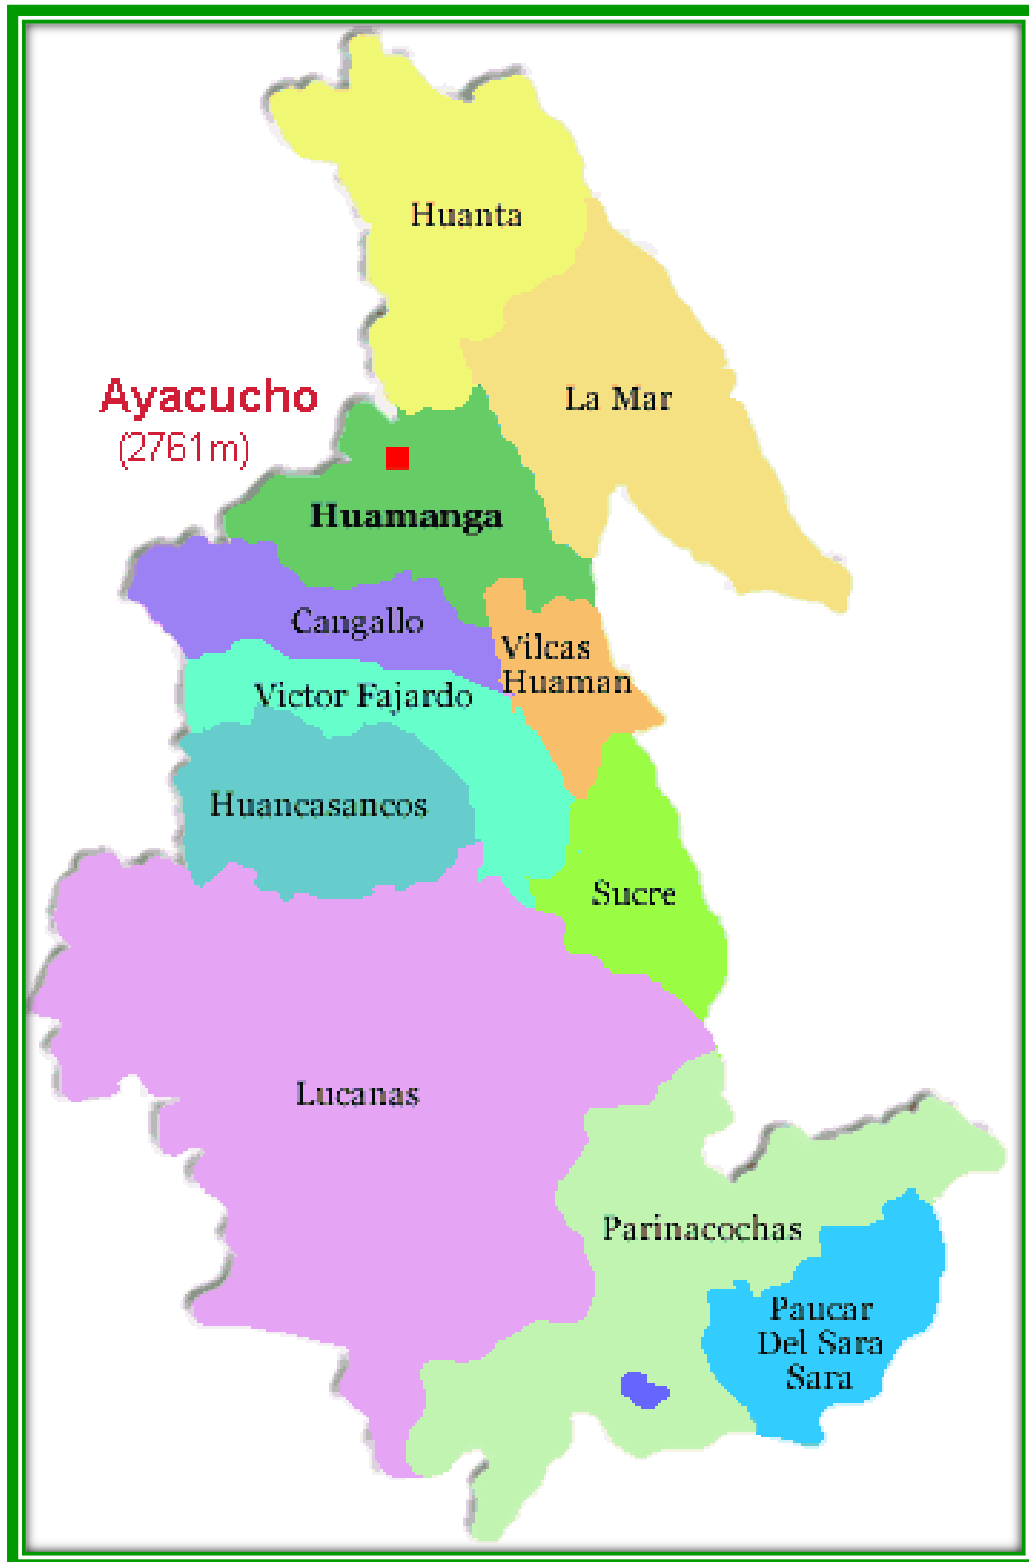 Huanta
Ayacucho
(2761m)
La Mar
Huamanga
Cangallo
Vilcas
Huaman
Victor Fajardo
Huancasancos
Sucre
Lucanas
Parinacochas
Paucar
Del Sara
Sara